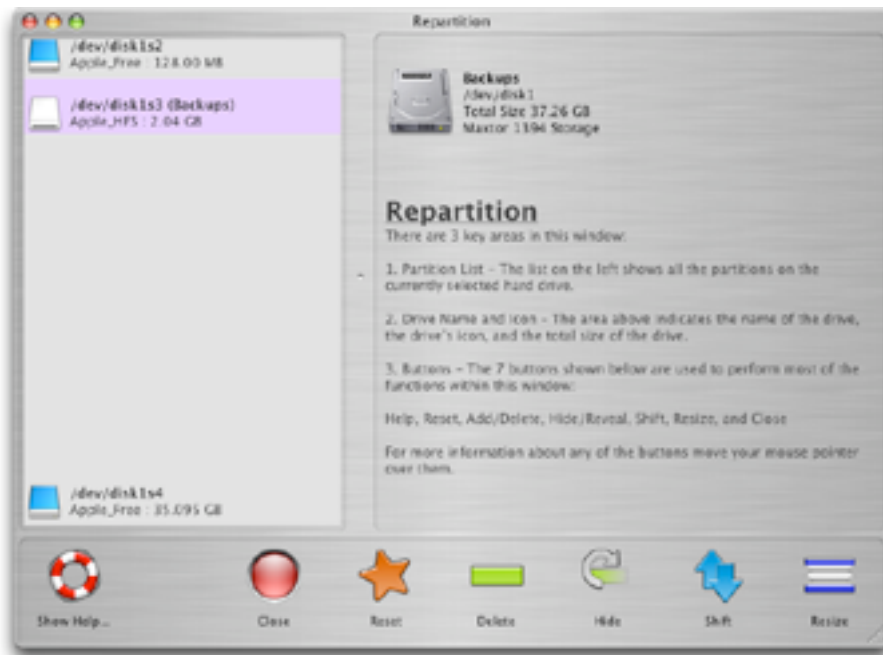 Repartition
/dev/disk1s2
Apple_Free : 128.00 MB
/dev/disk1s3 (Backups)
Apple_HFS : 2.04 GB
/dev/disk1s4
Apple_Free : 35.095 GB
Backups
/dev/disk1
Total Size 37.26 GB
Maxtor 1394 Storage
Repartition
There are 3 key areas in this window:
1. Partition List – The list on the left shows all the partitions on the
currently selected hard drive.
2. Drive Name and Icon – The area above indicates the name of the drive,
the drive's icon, and the total size of the drive.
3. Buttons – The 7 buttons shown below are used to perform most of the
functions within this window:
Help, Reset, Add/Delete, Hide/Reveal, Shift, Resize, and Close
For more information about any of the buttons move your mouse pointer
over them.
Show Help...
Close
Reset
Delete
Hide
Shift
Resize